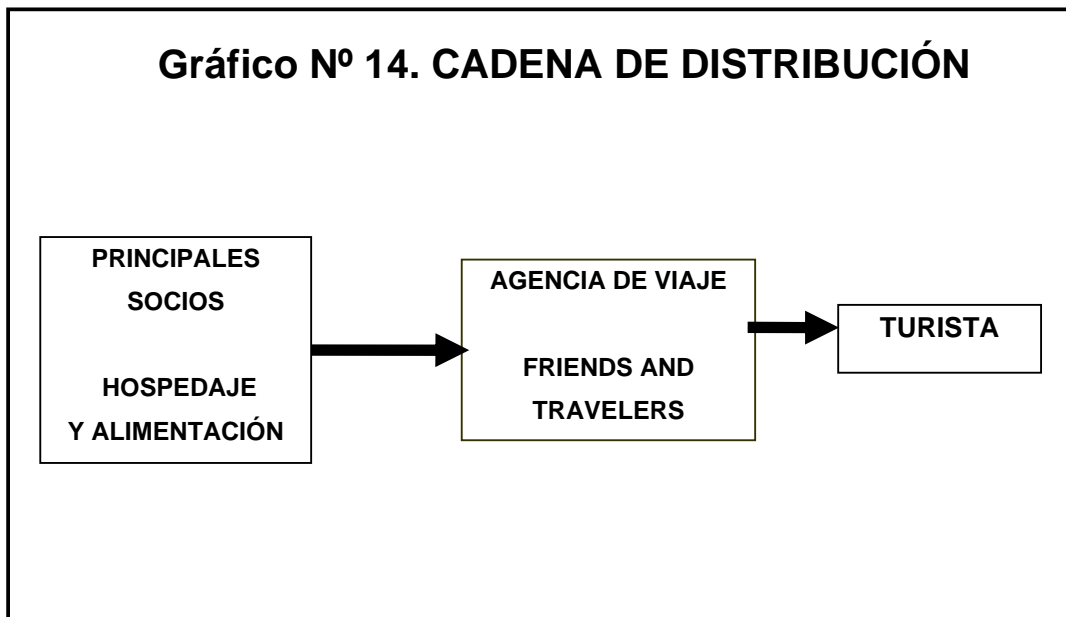 Gráfico Nº 14. CADENA DE DISTRIBUCIÓN
PRINCIPALES
SOCIOS
HOSPEDAJE
Y ALIMENTACIÓN
AGENCIA DE VIAJE
FRIENDS AND
TRAVELERS
TURISTA